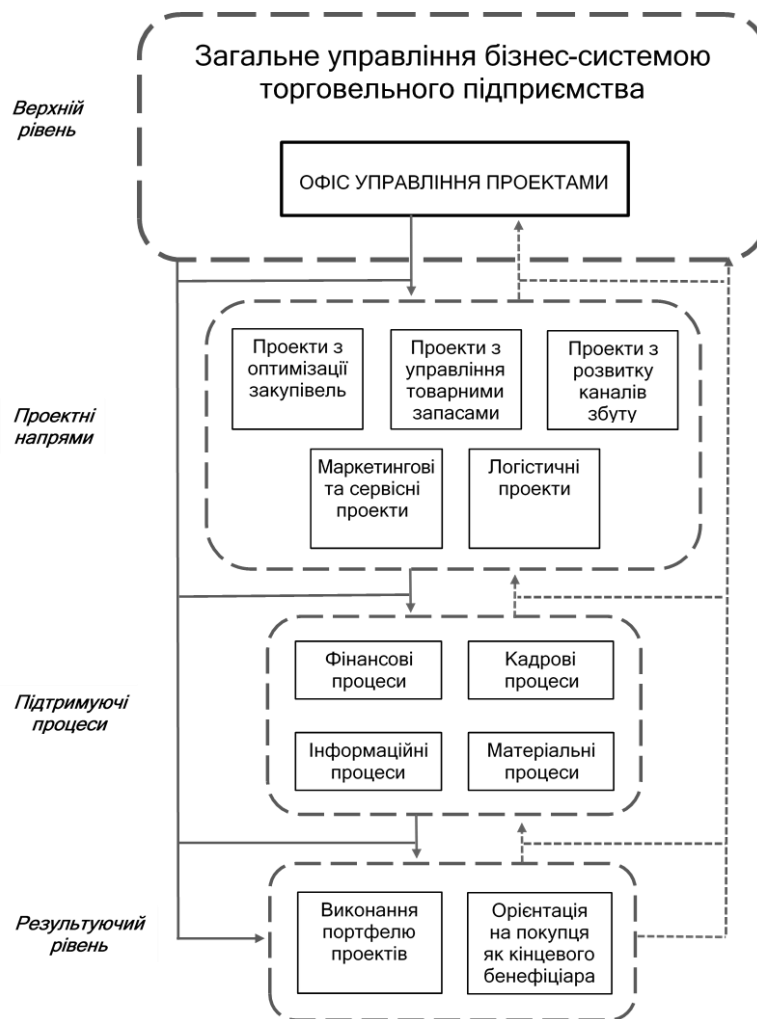 Загальне управління бізнес-системою
торговельного підприємства
Верхній
рівень
ОФІС УПРАВЛІННЯ ПРОЕКТАМИ
Проектні
напрями
Проекти з
оптимізації
закупівель
Проекти з
управління
товарними
запасами
Проекти з
розвитку
каналів
збуту
Маркетингові
та сервісні
проекти
Логістичні
проекти
Підтримуючі
процеси
Фінансові
процеси
Кадрові
процеси
Інформаційні
процеси
Матеріальні
процеси
Результуючий
рівень
Виконання
портфелю
проектів
Орієнтація
на покупця
як кінцевого
бенефіціара